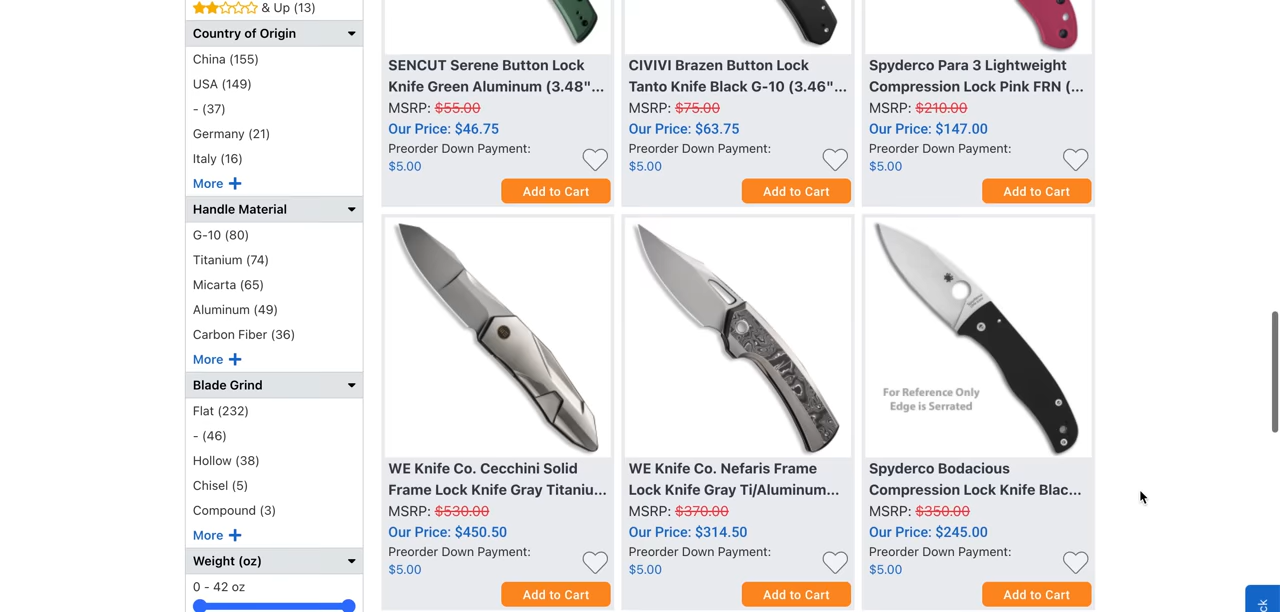 & Up (13)
Country of Origin
China (155)
USA (149)
- (37)
Germany (21)
Italy (16)
More +
Handle Material
G-10 (80)
Titanium (74)
Micarta (65)
Aluminum (49)
Carbon Fiber (36)
More +
Blade Grind
Flat (232)
- (46)
Hollow (38)
Chisel (5)
Compound (3)
More +
Weight (oz)
0 - 42 oz
SENCUT Serene Button Lock
Knife Green Aluminum (3.48"...
MSRP: $55.00
Our Price: $46.75
Preorder Down Payment:
$5.00
Add to Cart
CIVIVI Brazen Button Lock
Tanto Knife Black G-10 (3.46"...
MSRP: $75.00
Our Price: $63.75
Preorder Down Payment:
$5.00
Add to Cart
Spyderco Para 3 Lightweight
Compression Lock Pink FRN (...
MSRP: $210.00
Our Price: $147.00
Preorder Down Payment:
$5.00
Add to Cart
WE Knife Co. Cecchini Solid
Frame Lock Knife Gray Titaniu...
MSRP: $530.00
Our Price: $450.50
Preorder Down Payment:
$5.00
Add to Cart
WE Knife Co. Nefaris Frame
Lock Knife Gray Ti/Aluminum...
MSRP: $370.00
Our Price: $314.50
Preorder Down Payment:
$5.00
Add to Cart
For Reference Only
Edge is Serrated
Spyderco Bodacious
Compression Lock Knife Blac...
MSRP: $350.00
Our Price: $245.00
Preorder Down Payment:
$5.00
Add to Cart